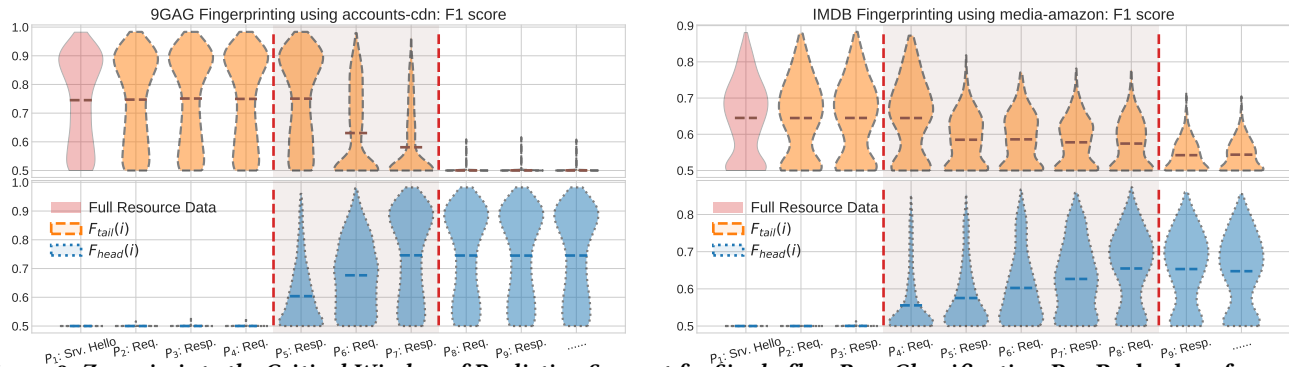 9GAG Fingerprinting using accounts-cdn: F1 score
1.0
0.9
0.8
0.7
0.6
0.5
1.0
0.9
0.8
0.7
0.6
0.5
Full Resource Data
F_tail(i)
F_head(i)
P1: Srv. Hello
P2: Req.
P3: Resp.
P4: Req.
P5: Resp.
P6: Req.
P7: Resp.
P8: Req.
P9: Resp.
......
IMDB Fingerprinting using media-amazon: F1 score
0.9
0.8
0.7
0.6
0.5
0.8
0.7
0.6
0.5
Full Resource Data
F_tail(i)
F_head(i)
P1: Srv. Hello
P2: Req.
P3: Resp.
P4: Req.
P5: Resp.
P6: Req.
P7: Resp.
P8: Req.
P9: Resp.
......